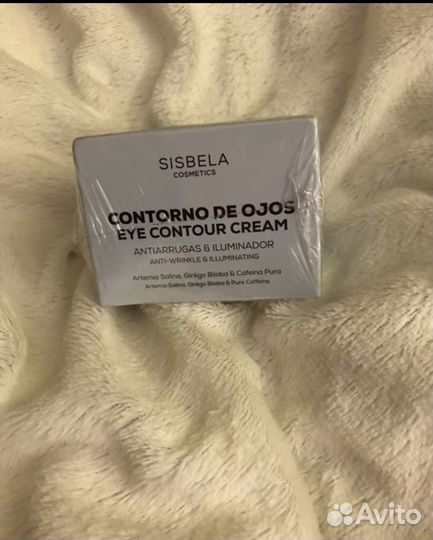 SISBELA
COSMETICS
CONTORNO DE OJOS
EYE CONTOUR CREAM
ANTIARRUGAS & ILUMINADOR
ANTI-WRINKLE & ILLUMINATING
Artemia Salina, Ginkgo Biloba & Cafeína Pura
Artemia Salina, Ginkgo Biloba & Pure Caffeine
Avito